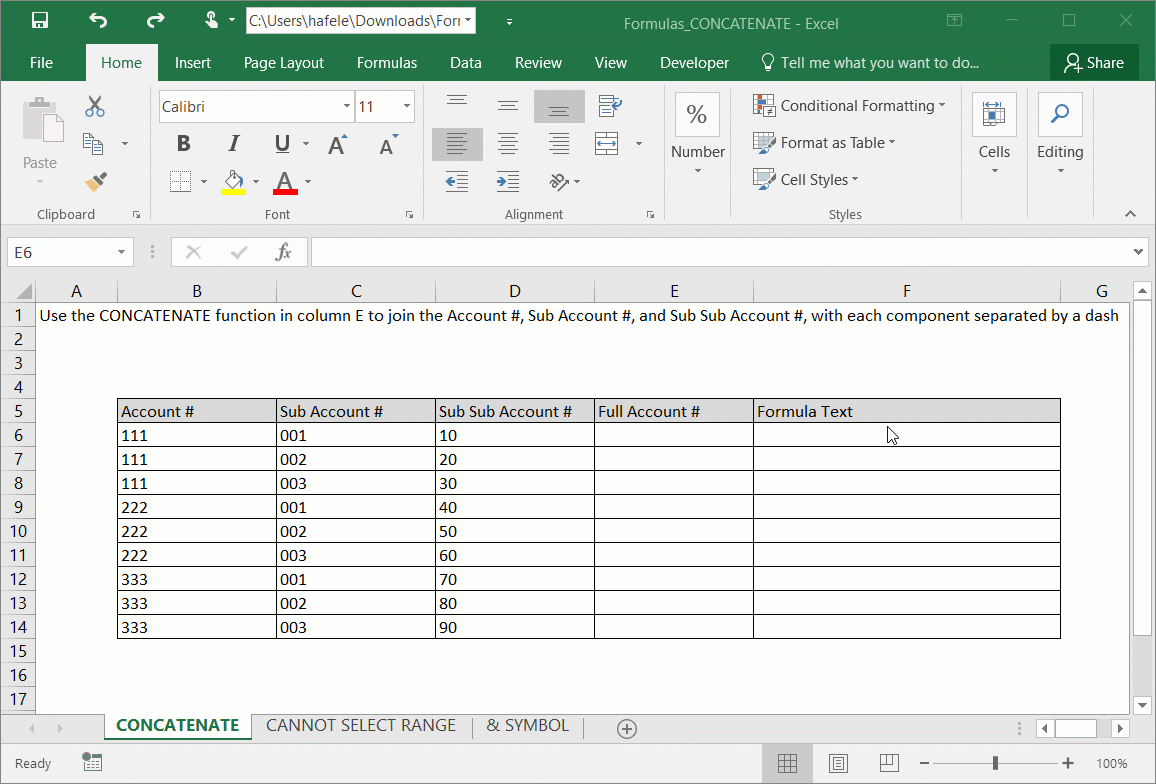 C:\Users\hafele\Downloads\Forr
Formulas_CONCATENATE - Excel
File Home Insert Page Layout Formulas Data Review View Developer Tell me what you want to do... Share
Calibri 11
% Conditional Formatting
B I U A A Format as Table
Paste Number Cells Editing
A Cell Styles
Clipboard Font Alignment Styles
E6 fx
A B C D E F G
1 Use the CONCATENATE function in column E to join the Account #, Sub Account #, and Sub Sub Account #, with each component separated by a dash
2
3
4
5 Account # Sub Account # Sub Sub Account # Full Account # Formula Text
6 111 001 10
7 111 002 20
8 111 003 30
9 222 001 40
10 222 002 50
11 222 003 60
12 333 001 70
13 333 002 80
14 333 003 90
15
16
17
CONCATENATE CANNOT SELECT RANGE & SYMBOL
Ready 100%